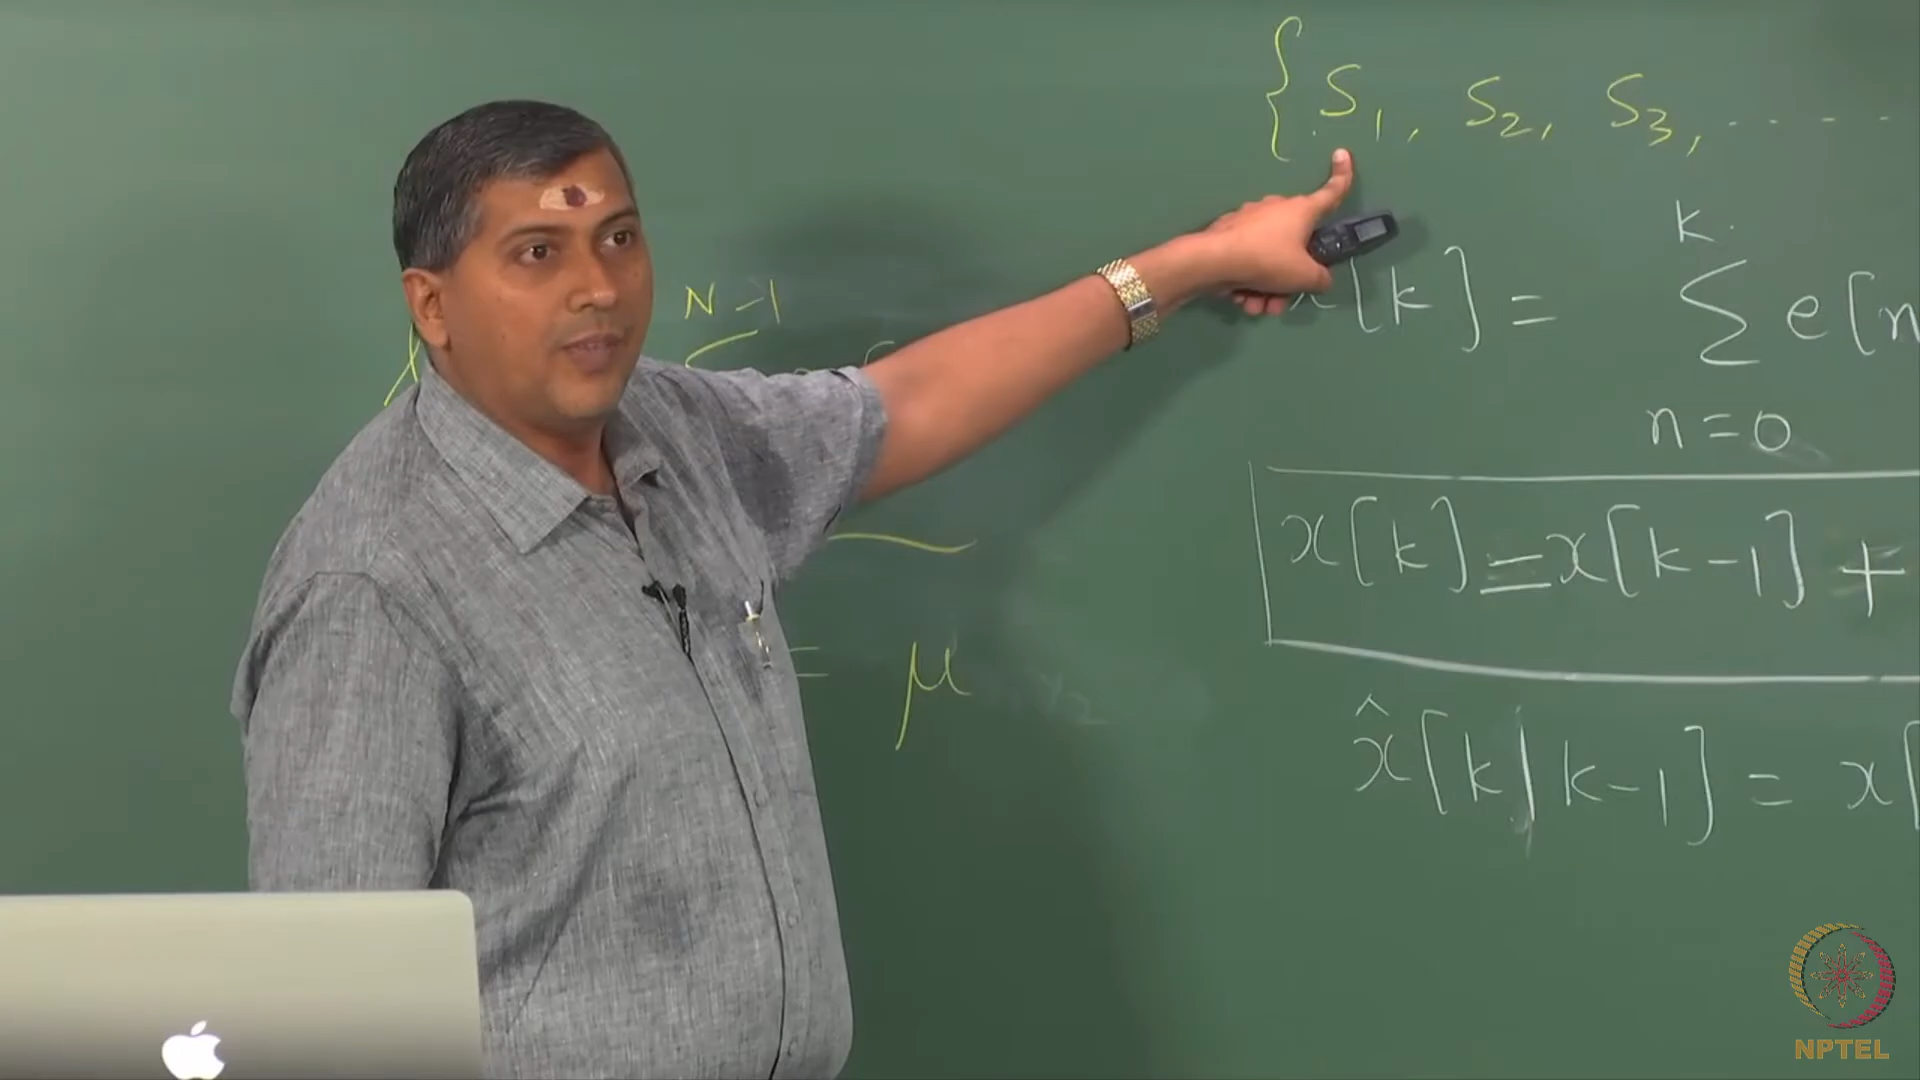 { S₁, S₂, S₃, .....
N-1
k
x[k] = Σ e[n
n=0
x[k] = x[k-1] +
= μ
x̂[k|k-1] = x[
NPTEL